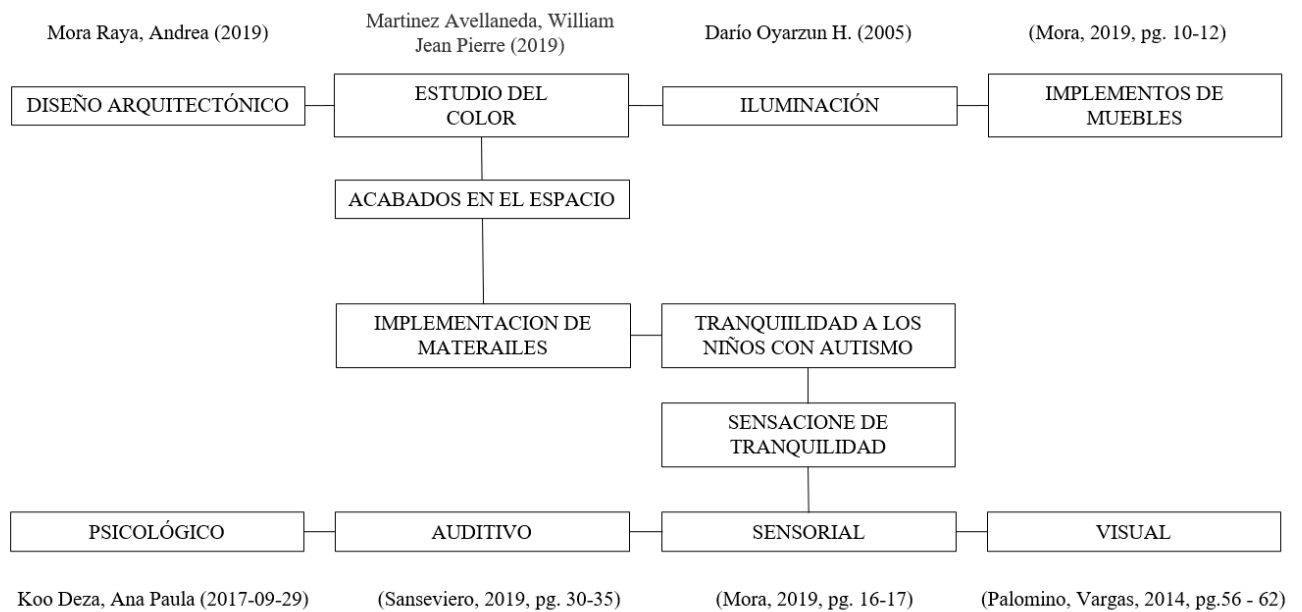 Mora Raya, Andrea (2019)
Martinez Avellaneda, William
Jean Pierre (2019)
Darío Oyarzun H. (2005)
(Mora, 2019, pg. 10-12)
DISEÑO ARQUITECTÓNICO
ESTUDIO DEL
COLOR
ILUMINACIÓN
IMPLEMENTOS DE
MUEBLES
ACABADOS EN EL ESPACIO
IMPLEMENTACION DE
MATERAILES
TRANQUIILIDAD A LOS
NIÑOS CON AUTISMO
SENSACIONE DE
TRANQUILIDAD
PSICOLÓGICO
AUDITIVO
SENSORIAL
VISUAL
Koo Deza, Ana Paula (2017-09-29)
(Sanseviero, 2019, pg. 30-35)
(Mora, 2019, pg. 16-17)
(Palomino, Vargas, 2014, pg.56 - 62)